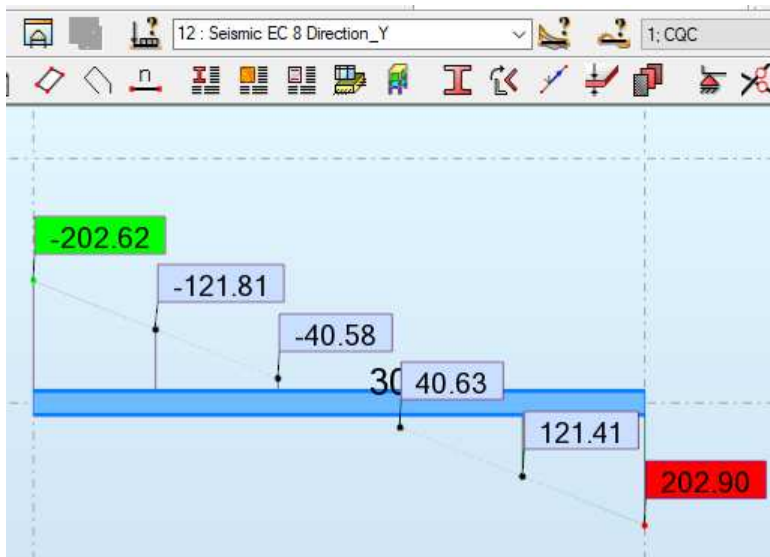 12 : Seismic EC 8 Direction_Y
1; CQC
n
-202.62
-121.81
-40.58
30
40.63
121.41
202.90